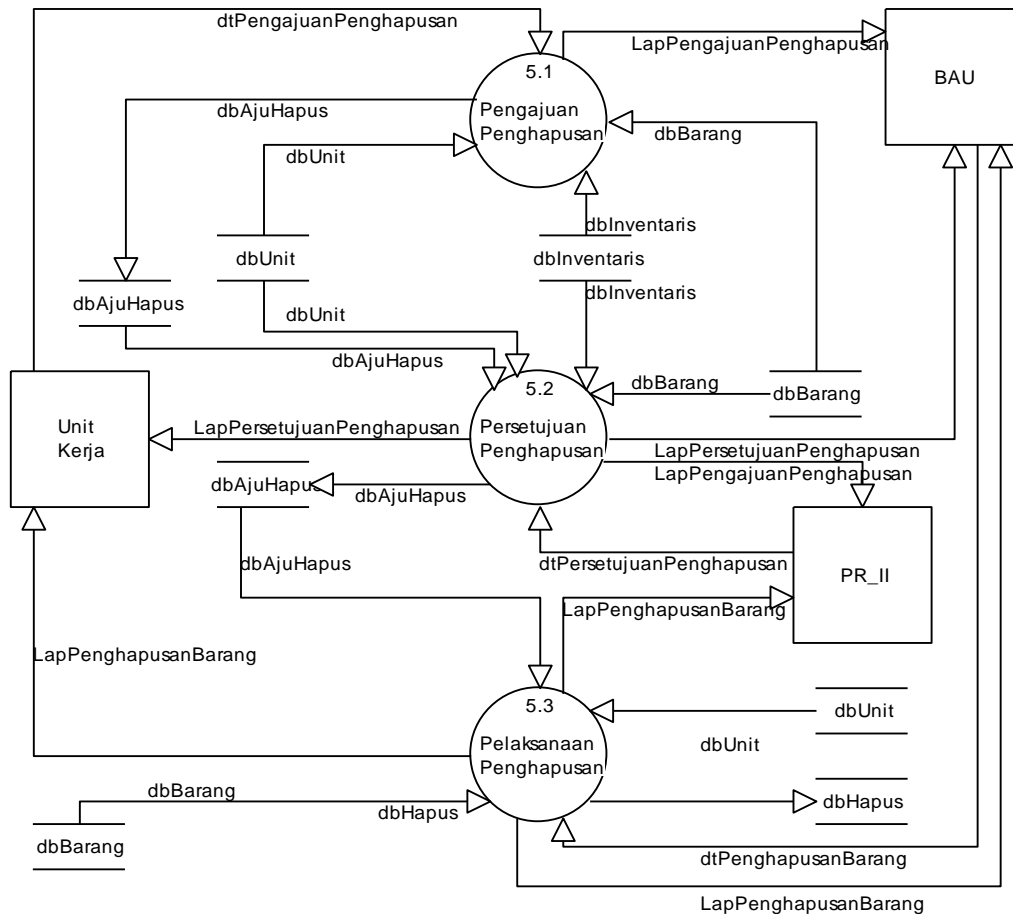 dtPengajuanPenghapusan
LapPengajuanPenghapusan
BAU
5.1
Pengajuan
Penghapusan
dbAjuHapus
dbBarang
dbUnit
dbInventaris
dbUnit
dbInventaris
dbInventaris
dbAjuHapus
dbUnit
dbAjuHapus
dbBarang
dbBarang
5.2
Persetujuan
Penghapusan
Unit
Kerja
LapPersetujuanPenghapusan
LapPersetujuanPenghapusan
LapPengajuanPenghapusan
dbAjuHapus
dbAjuHapus
dbAjuHapus
dtPersetujuanPenghapusan
PR_II
LapPenghapusanBarang
LapPenghapusanBarang
5.3
Pelaksanaan
Penghapusan
dbUnit
dbUnit
dbBarang
dbHapus
dbHapus
dbBarang
dtPenghapusanBarang
LapPenghapusanBarang